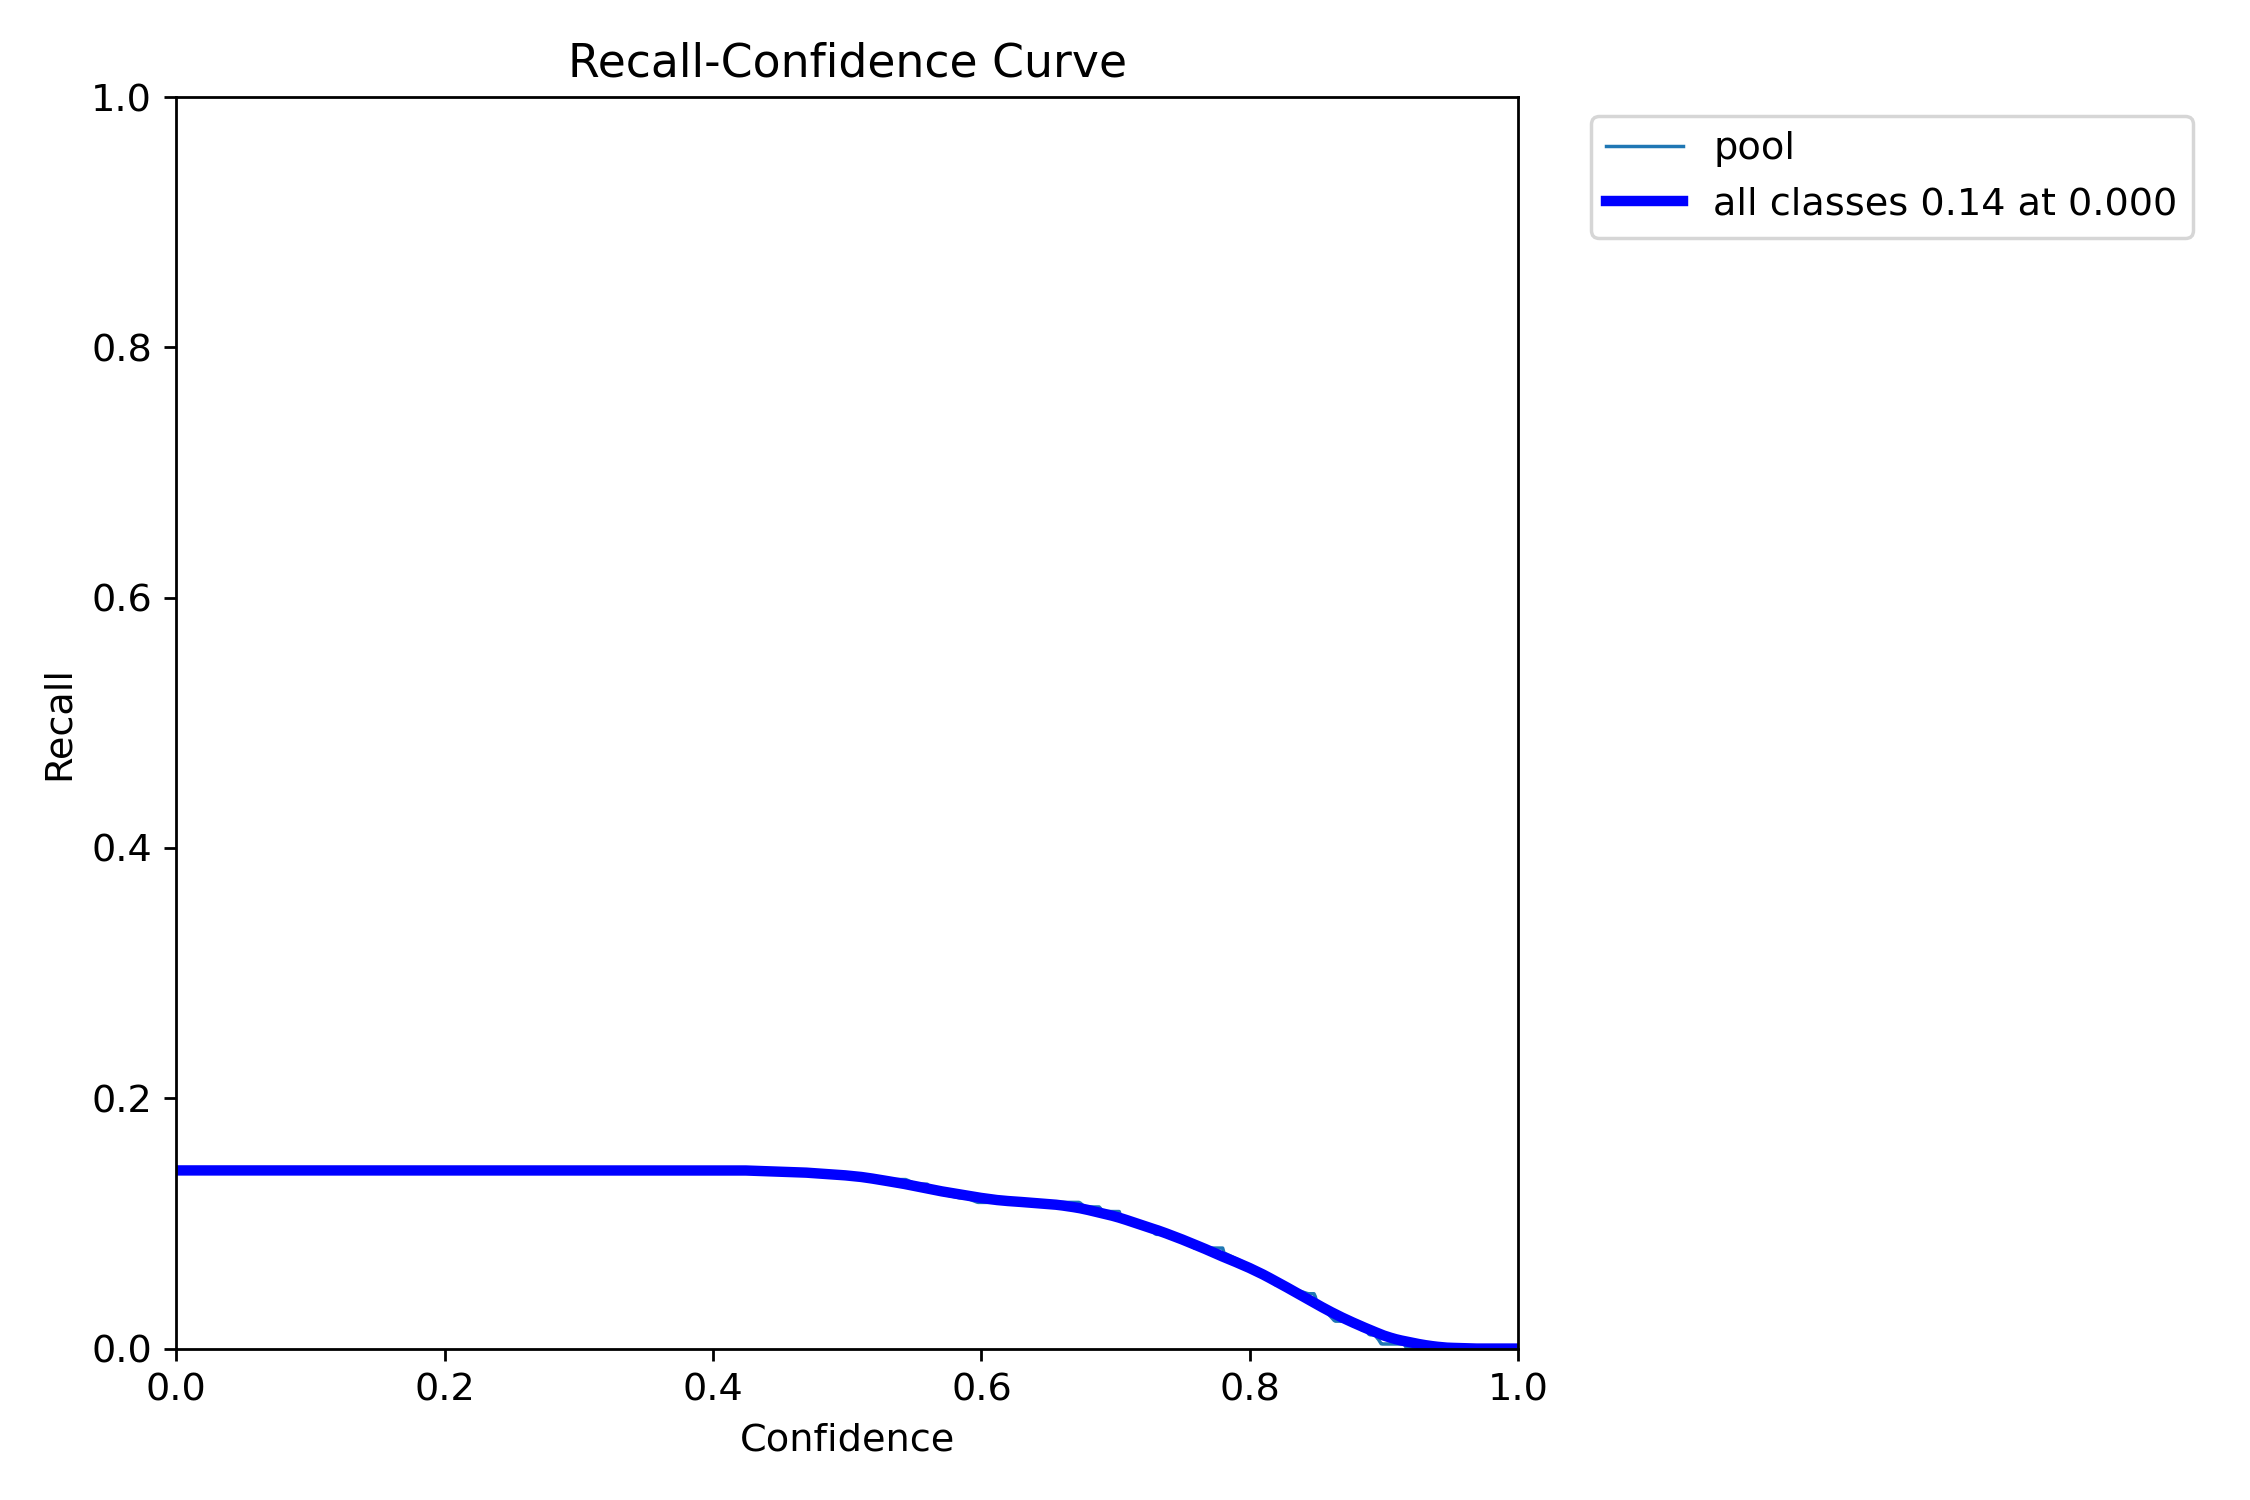 Recall-Confidence Curve
1.0
0.8
0.6
0.4
0.2
0.0
Recall
0.0 0.2 0.4 0.6 0.8 1.0
Confidence
pool
all classes 0.14 at 0.000